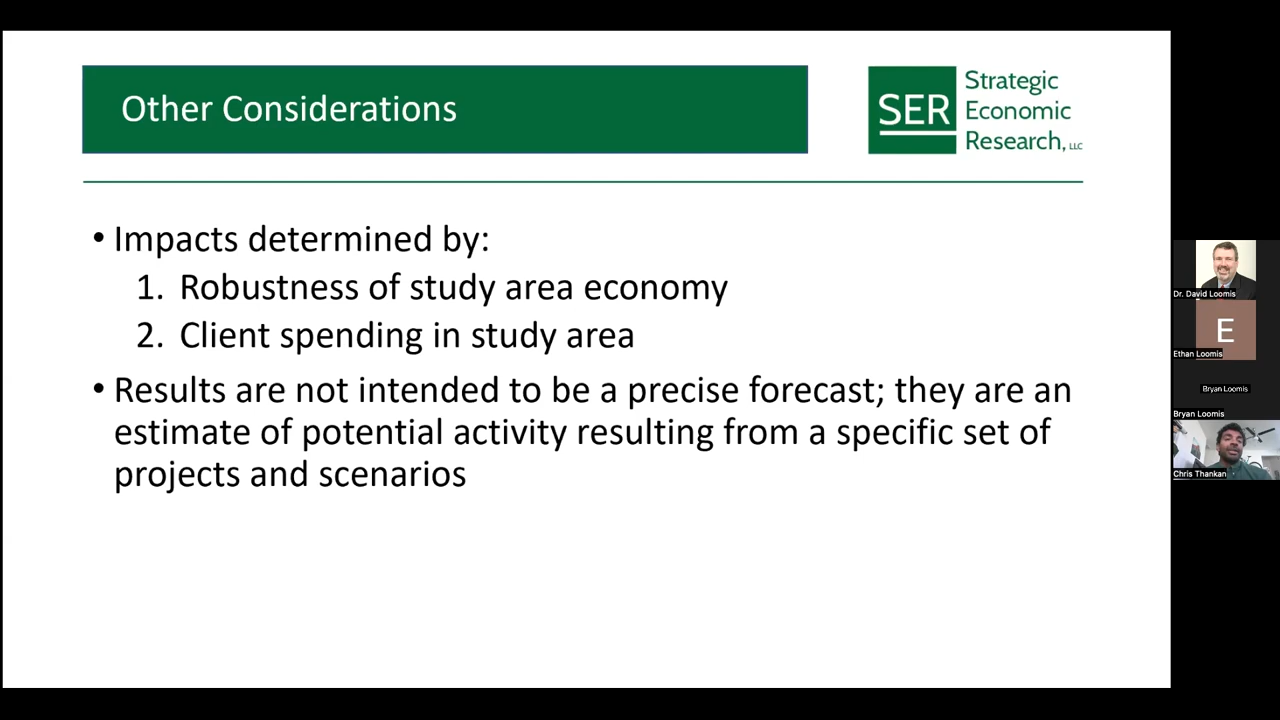 Other Considerations
SER
Strategic
Economic
Research, LLC
• Impacts determined by:
1. Robustness of study area economy
2. Client spending in study area
• Results are not intended to be a precise forecast; they are an
estimate of potential activity resulting from a specific set of
projects and scenarios
Dr. David Loomis
E
Ethan Loomis
Bryan Loomis
Bryan Loomis
Chris Thankan